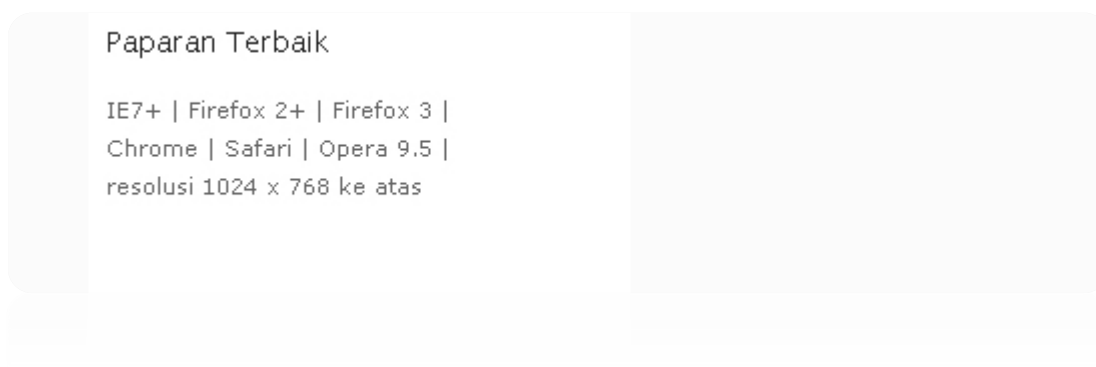 Paparan Terbaik
IE7+ | Firefox 2+ | Firefox 3 |
Chrome | Safari | Opera 9.5 |
resolusi 1024 x 768 ke atas